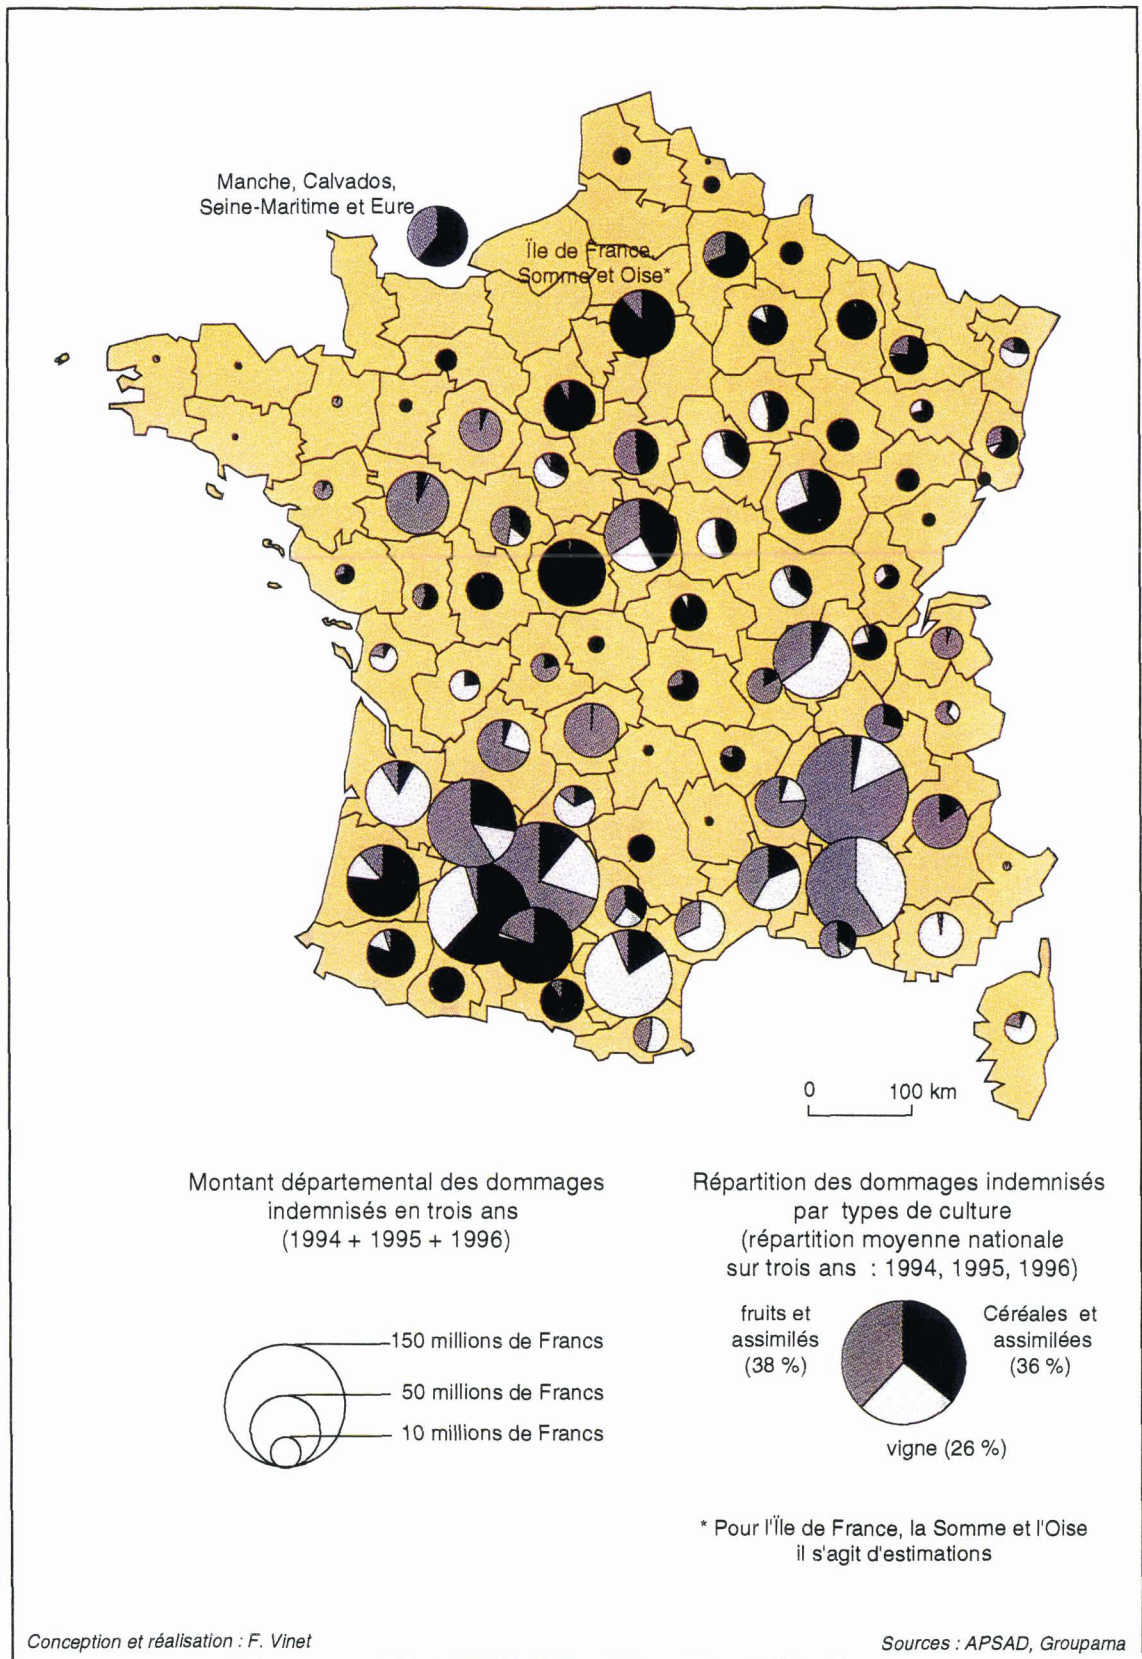 Manche, Calvados,
Seine-Maritime et Eure
Île de France,
Somme et Oise*
0 100 km
Montant départemental des dommages
indemnisés en trois ans
(1994 + 1995 + 1996)
150 millions de Francs
50 millions de Francs
10 millions de Francs
Répartition des dommages indemnisés
par types de culture
(répartition moyenne nationale
sur trois ans : 1994, 1995, 1996)
fruits et
assimilés
(38 %)
Céréales et
assimilées
(36 %)
vigne (26 %)
* Pour l'Île de France, la Somme et l'Oise
il s'agit d'estimations
Conception et réalisation : F. Vinet
Sources : APSAD, Groupama